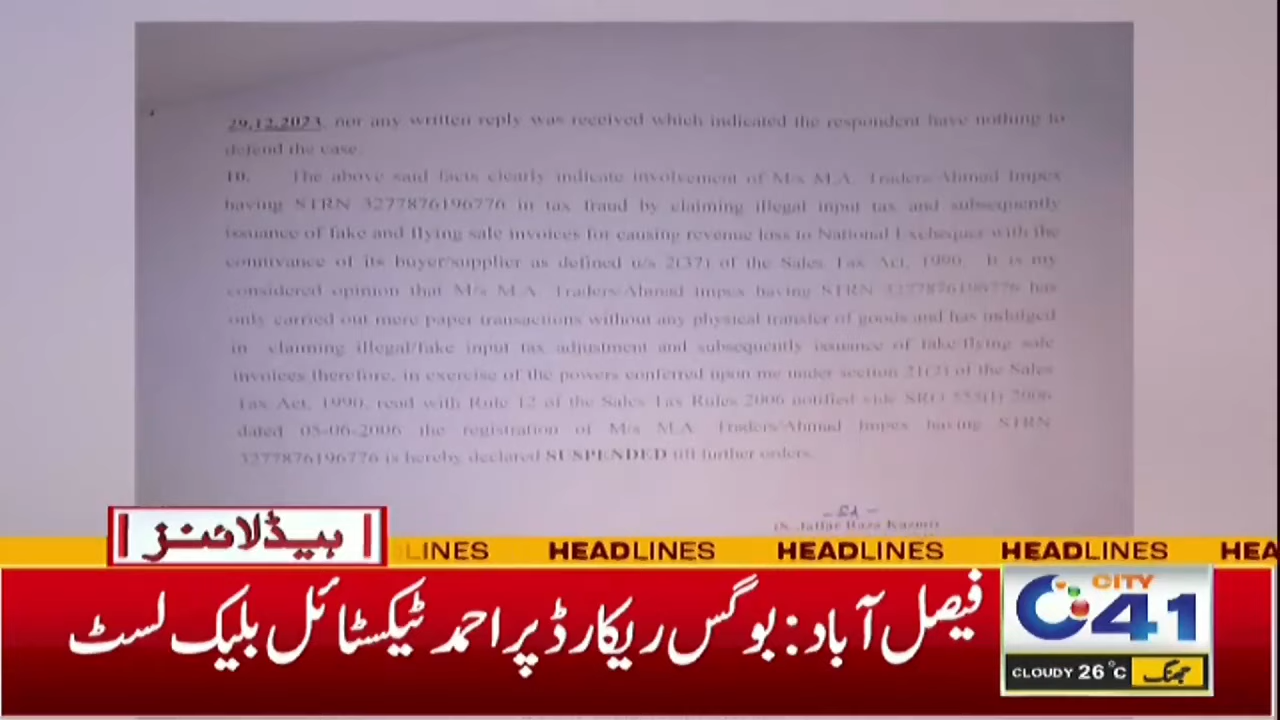 29.12.2023, nor any written reply was received which indicated the respondent have nothing to
defend the case.
10. The above said facts clearly indicate involvement of M/s M.A. Traders/Ahmad Impex
having STRN 3277876196776 in tax fraud by claiming illegal input tax and subsequently
issuance of fake and flying sale invoices for causing revenue loss to National Exchequer with the
connivance of its buyer/supplier as defined u/s 2(37) of the Sales Tax Act, 1990. It is my
considered opinion that M/s M.A. Traders/Ahmad Impex having STRN 3277876196776 has
only carried out mere paper transactions without any physical transfer of goods and has indulged
in claiming illegal/fake input tax adjustment and subsequently issuance of fake/flying sale
invoices therefore, in exercise of the powers conferred upon me under section 21(2) of the Sales
Tax Act, 1990, read with Rule 12 of the Sales Tax Rules 2006 notified vide SRO 555(I) 2006
dated 05-06-2006 the registration of M/s M.A. Traders/Ahmad Impex having STRN
3277876196776 is hereby declared SUSPENDED till further orders.
(S. Jaffar Raza Kazmi)
ہیڈلائنز
LINES HEADLINES HEADLINES HEADLINES HEA
فیصل آباد: بوگس ریکارڈ پر احمد ٹیکسٹائل بلیک لسٹ
CITY
41
CLOUDY 26°C جھنگ